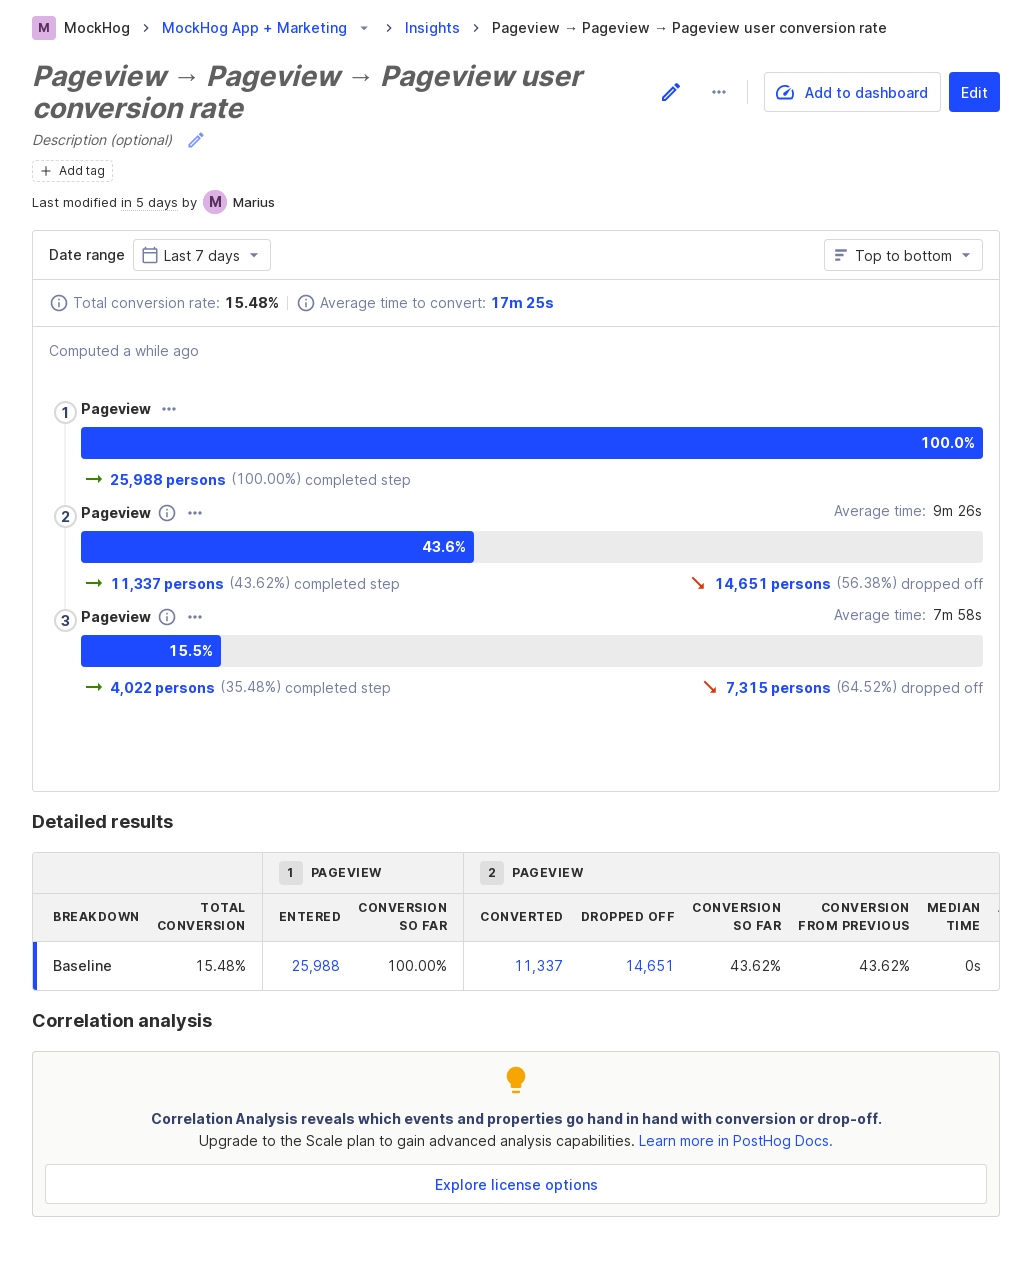 M MockHog > MockHog App + Marketing > Insights > Pageview → Pageview → Pageview user conversion rate
Pageview → Pageview → Pageview user
conversion rate
Add to dashboard
Edit
Description (optional)
+ Add tag
Last modified in 5 days by M Marius
Date range Last 7 days
Top to bottom
Total conversion rate: 15.48% Average time to convert: 17m 25s
Computed a while ago
1 Pageview
100.0%
→ 25,988 persons (100.00%) completed step
2 Pageview Average time: 9m 26s
43.6%
→ 11,337 persons (43.62%) completed step ↘ 14,651 persons (56.38%) dropped off
3 Pageview Average time: 7m 58s
15.5%
→ 4,022 persons (35.48%) completed step ↘ 7,315 persons (64.52%) dropped off
Detailed results
1 PAGEVIEW 2 PAGEVIEW
BREAKDOWN TOTAL CONVERSION ENTERED CONVERSION SO FAR CONVERTED DROPPED OFF CONVERSION SO FAR CONVERSION FROM PREVIOUS MEDIAN TIME
Baseline 15.48% 25,988 100.00% 11,337 14,651 43.62% 43.62% 0s
Correlation analysis
Correlation Analysis reveals which events and properties go hand in hand with conversion or drop-off.
Upgrade to the Scale plan to gain advanced analysis capabilities. Learn more in PostHog Docs.
Explore license options